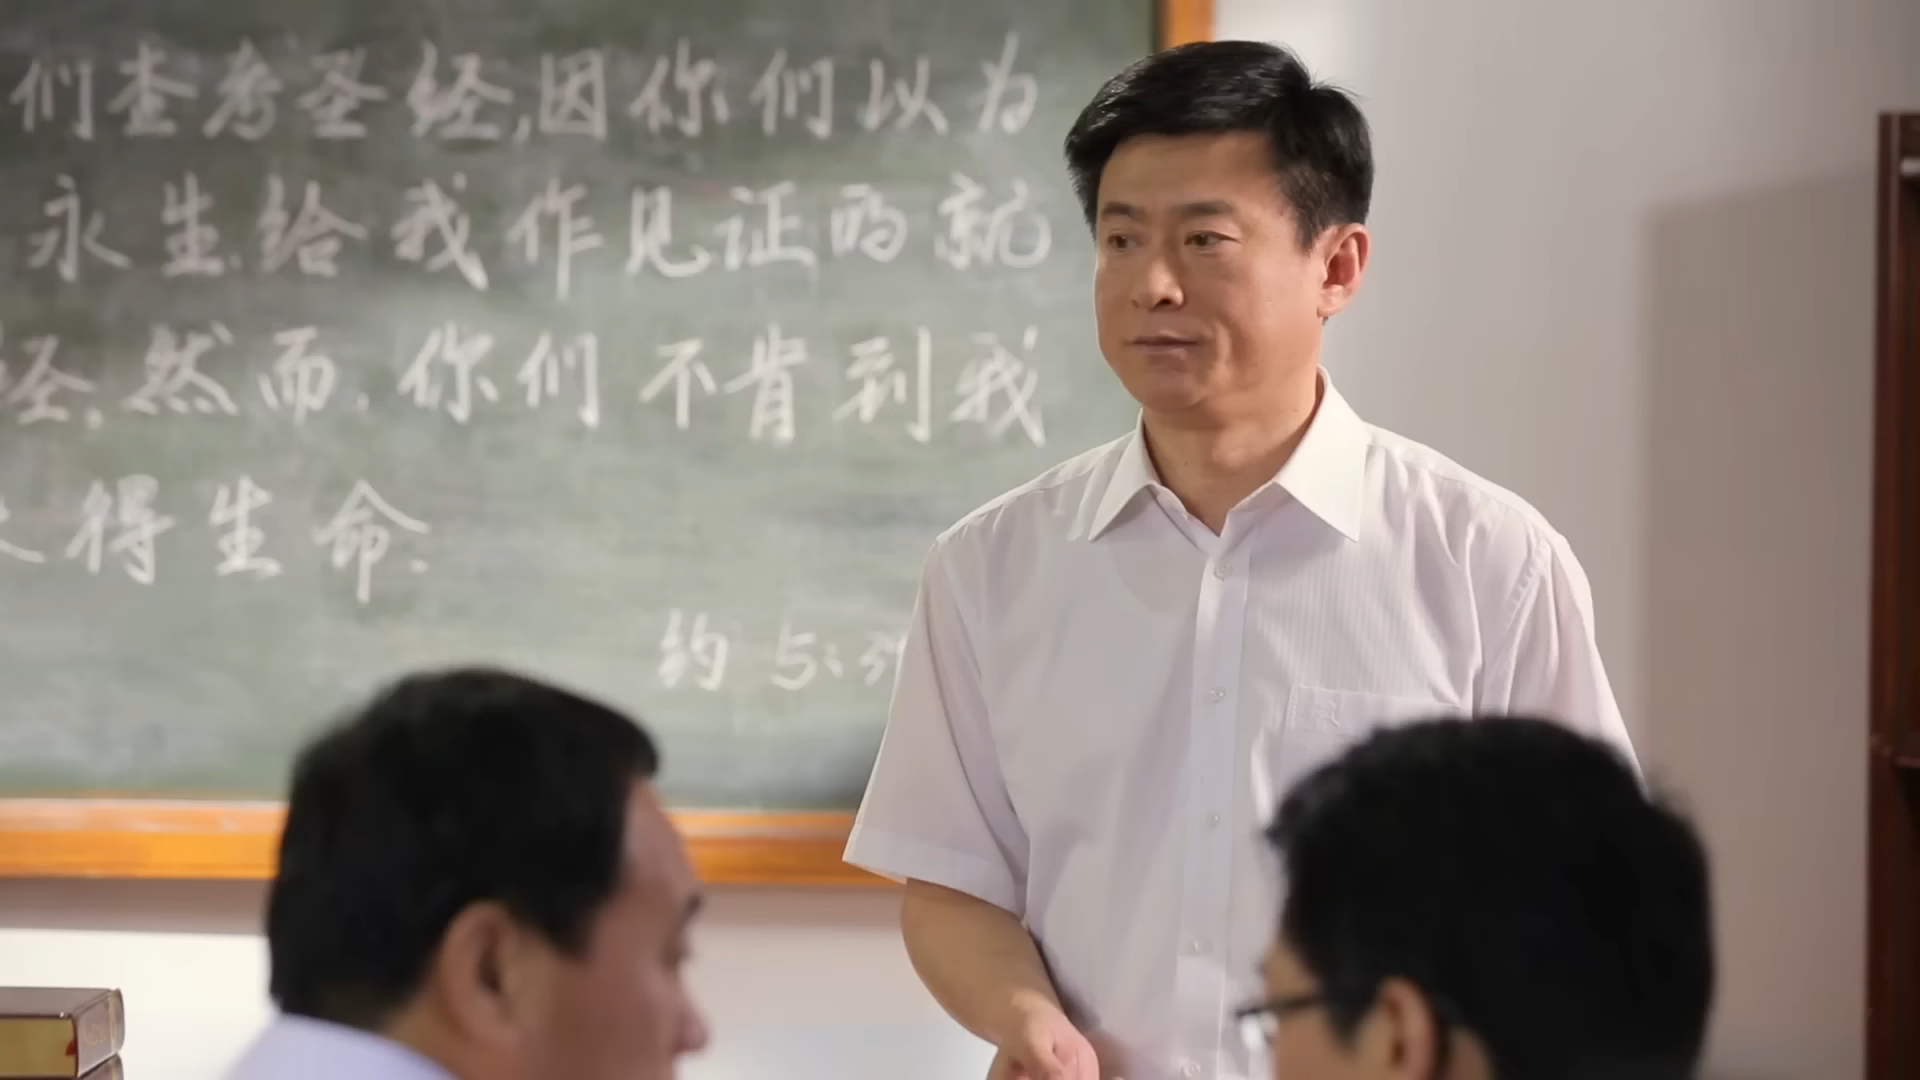 们查考圣经,因你们以为
永生.给我作见证的就
经.然而.你们不肯到我
得生命.
约 5:39